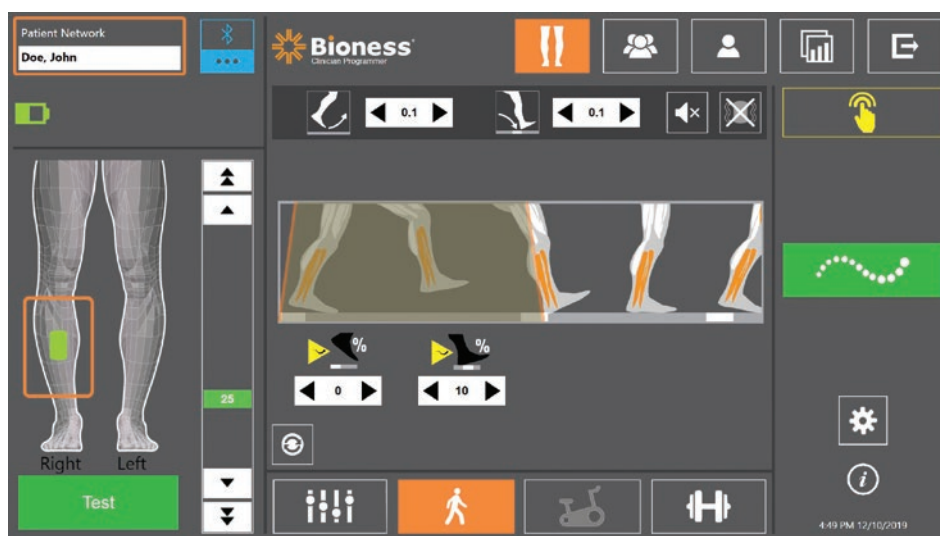 Patient Network
Doe, John
Bioness
Clinician Programmer
0.1
0.1
%
%
0
10
25
Right
Left
Test
i
4:49 PM 12/10/2019